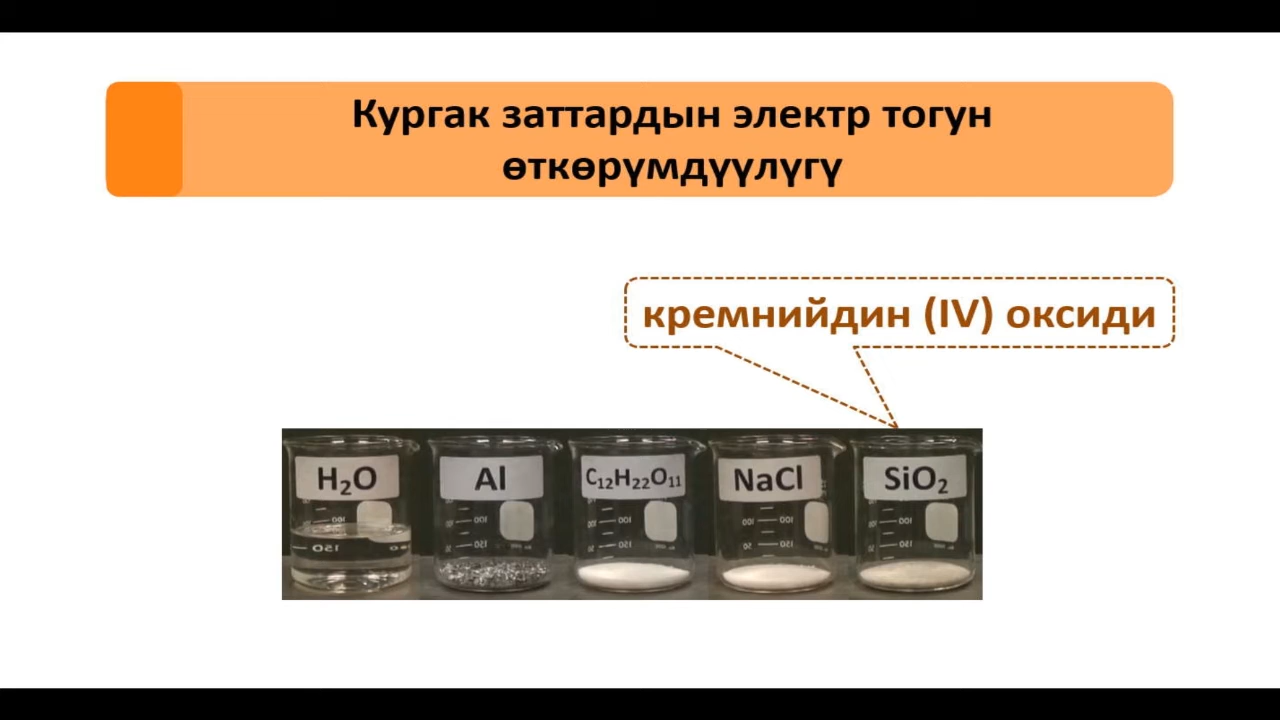 Кургак заттардын электр тогун
өткөрүмдүүлүгү
кремнийдин (IV) оксиди
H₂O Al C₁₂H₂₂O₁₁ NaCl SiO₂